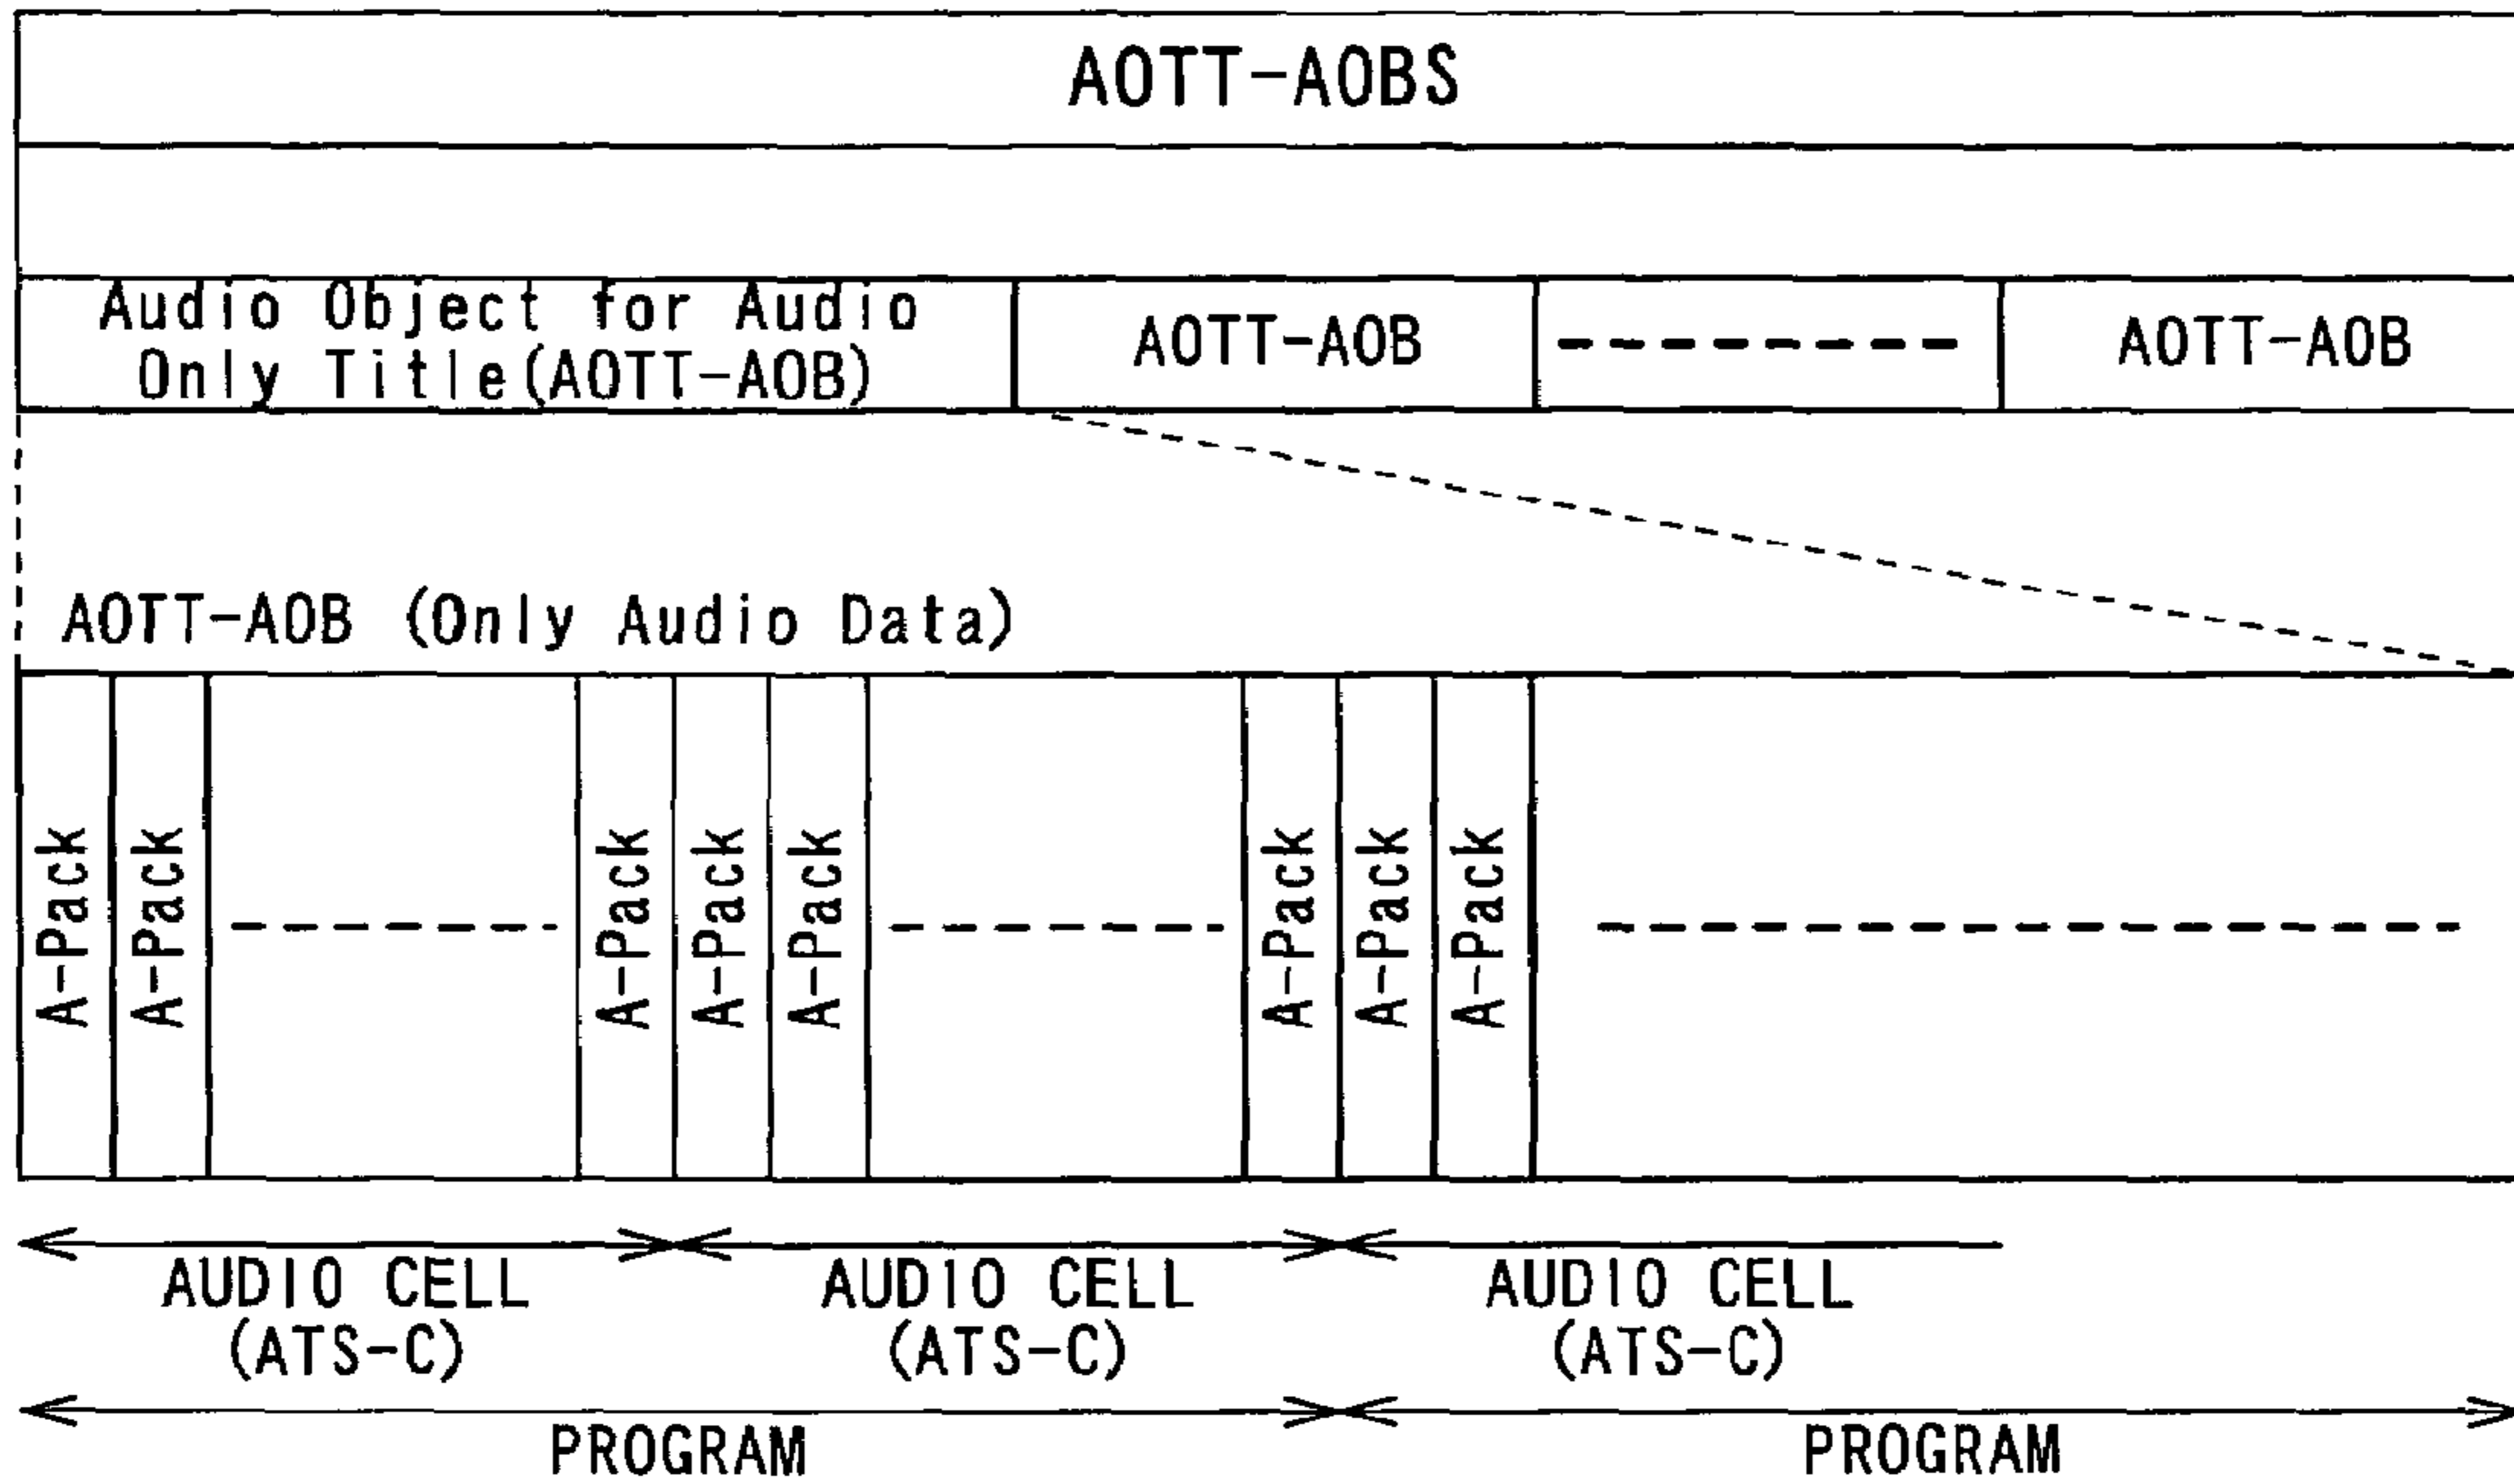 AOTT-AOBS
Audio Object for Audio
Only Title(AOTT-AOB)
AOTT-AOB
AOTT-AOB
AOTT-AOB (Only Audio Data)
A-Pack
A-Pack
A-Pack
A-Pack
A-Pack
A-Pack
A-Pack
A-Pack
AUDIO CELL
(ATS-C)
AUDIO CELL
(ATS-C)
AUDIO CELL
(ATS-C)
PROGRAM
PROGRAM